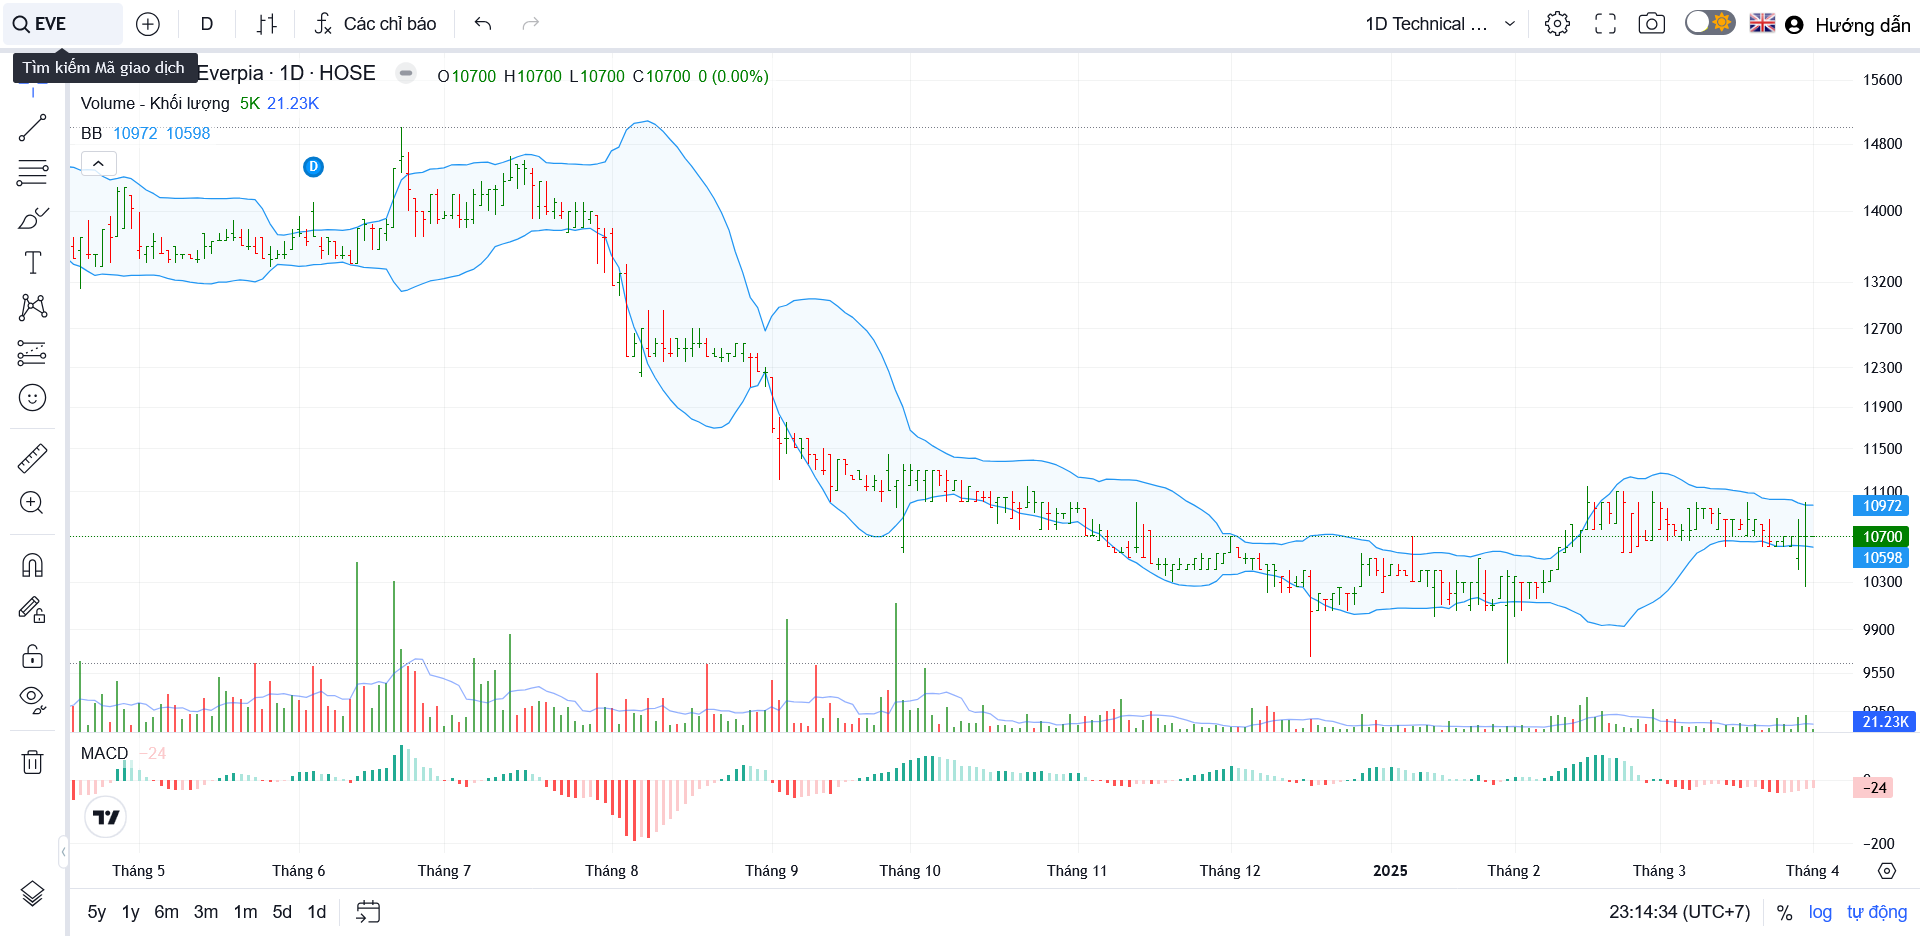 EVE
D
Các chỉ báo
1D Technical ...
Hướng dẫn
Tìm kiếm Mã giao dịch
Everpia · 1D · HOSE
O10700 H10700 L10700 C10700 0 (0.00%)
Volume - Khối lượng 5K 21.23K
BB 10972 10598
D
15600
14800
14000
13200
12700
12300
11900
11500
11100
10972
10700
10598
10300
9900
9550
21.23K
MACD −24
−24
−200
Tháng 5 Tháng 6 Tháng 7 Tháng 8 Tháng 9 Tháng 10 Tháng 11 Tháng 12 2025 Tháng 2 Tháng 3 Tháng 4
5y 1y 6m 3m 1m 5d 1d
23:14:34 (UTC+7) % log tự động